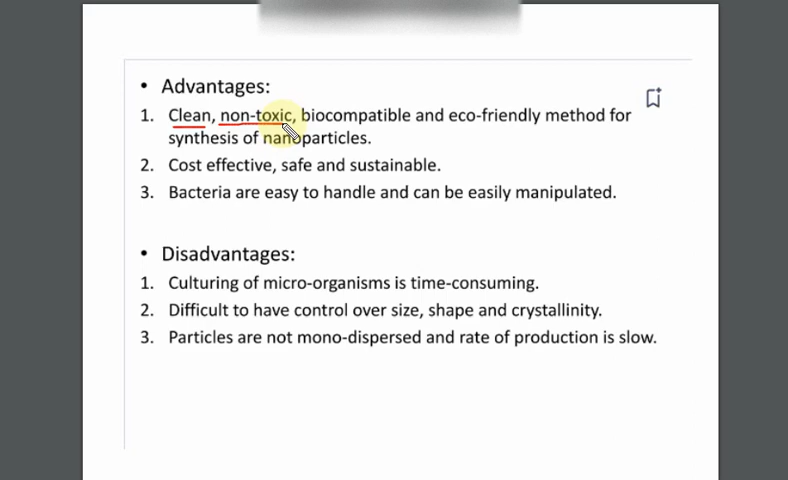 • Advantages:
1. Clean, non-toxic, biocompatible and eco-friendly method for
synthesis of nanoparticles.
2. Cost effective, safe and sustainable.
3. Bacteria are easy to handle and can be easily manipulated.
• Disadvantages:
1. Culturing of micro-organisms is time-consuming.
2. Difficult to have control over size, shape and crystallinity.
3. Particles are not mono-dispersed and rate of production is slow.